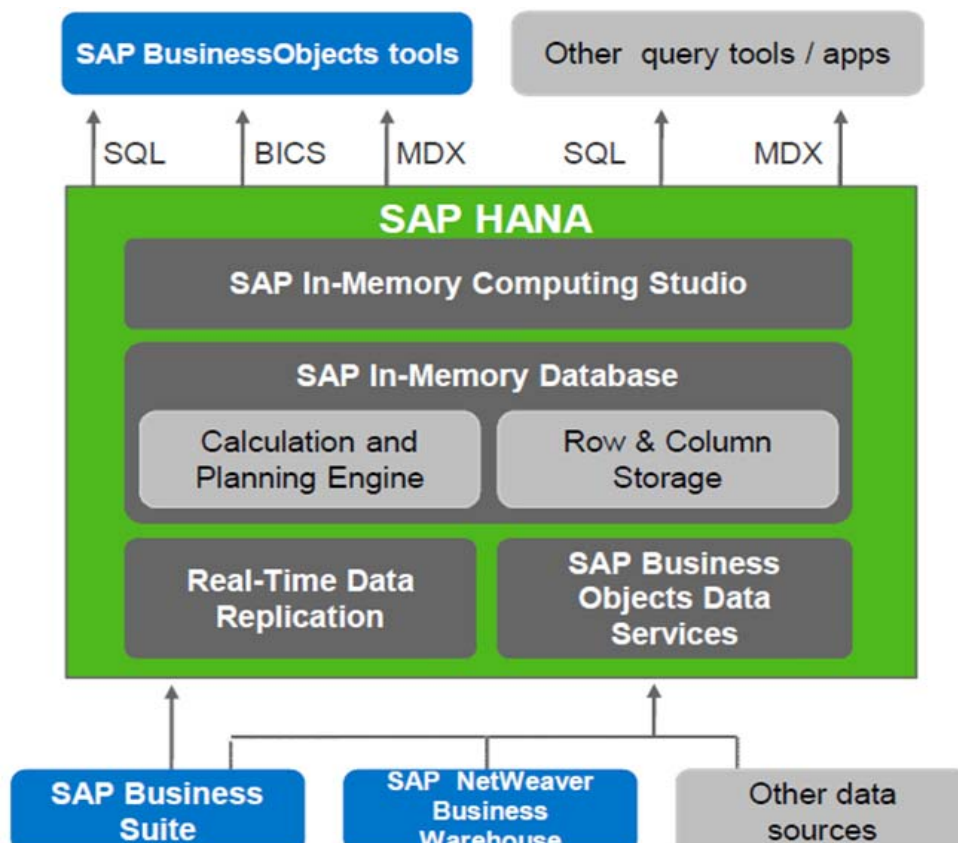 SAP BusinessObjects tools
Other query tools / apps
SQL
BICS
MDX
SQL
MDX
SAP HANA
SAP In-Memory Computing Studio
SAP In-Memory Database
Calculation and
Planning Engine
Row & Column
Storage
Real-Time Data
Replication
SAP Business
Objects Data
Services
SAP Business
Suite
SAP NetWeaver
Business
Warehouse
Other data
sources